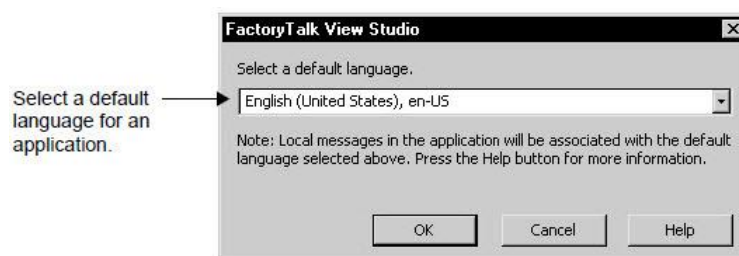 FactoryTalk View Studio
Select a default language.
Select a default
language for an
application.
English (United States), en-US
Note: Local messages in the application will be associated with the default
language selected above. Press the Help button for more information.
OK Cancel Help